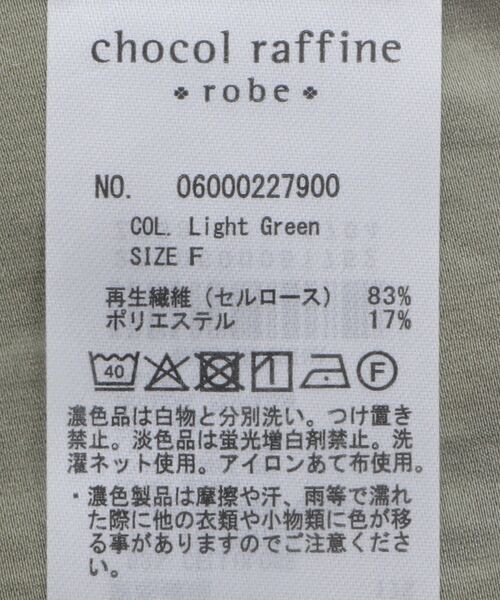 chocol raffine
robe
NO. 06000227900
COL. Light Green
SIZE F
再生繊維（セルロース） 83%
ポリエステル 17%
40 F
濃色品は白物と分別洗い。つけ置き
禁止。淡色品は蛍光増白剤禁止。洗
濯ネット使用。アイロンあて布使用。
・濃色製品は摩擦や汗、雨等で濡れ
た際に他の衣類や小物類に色が移
る事がありますのでご注意くださ
い。